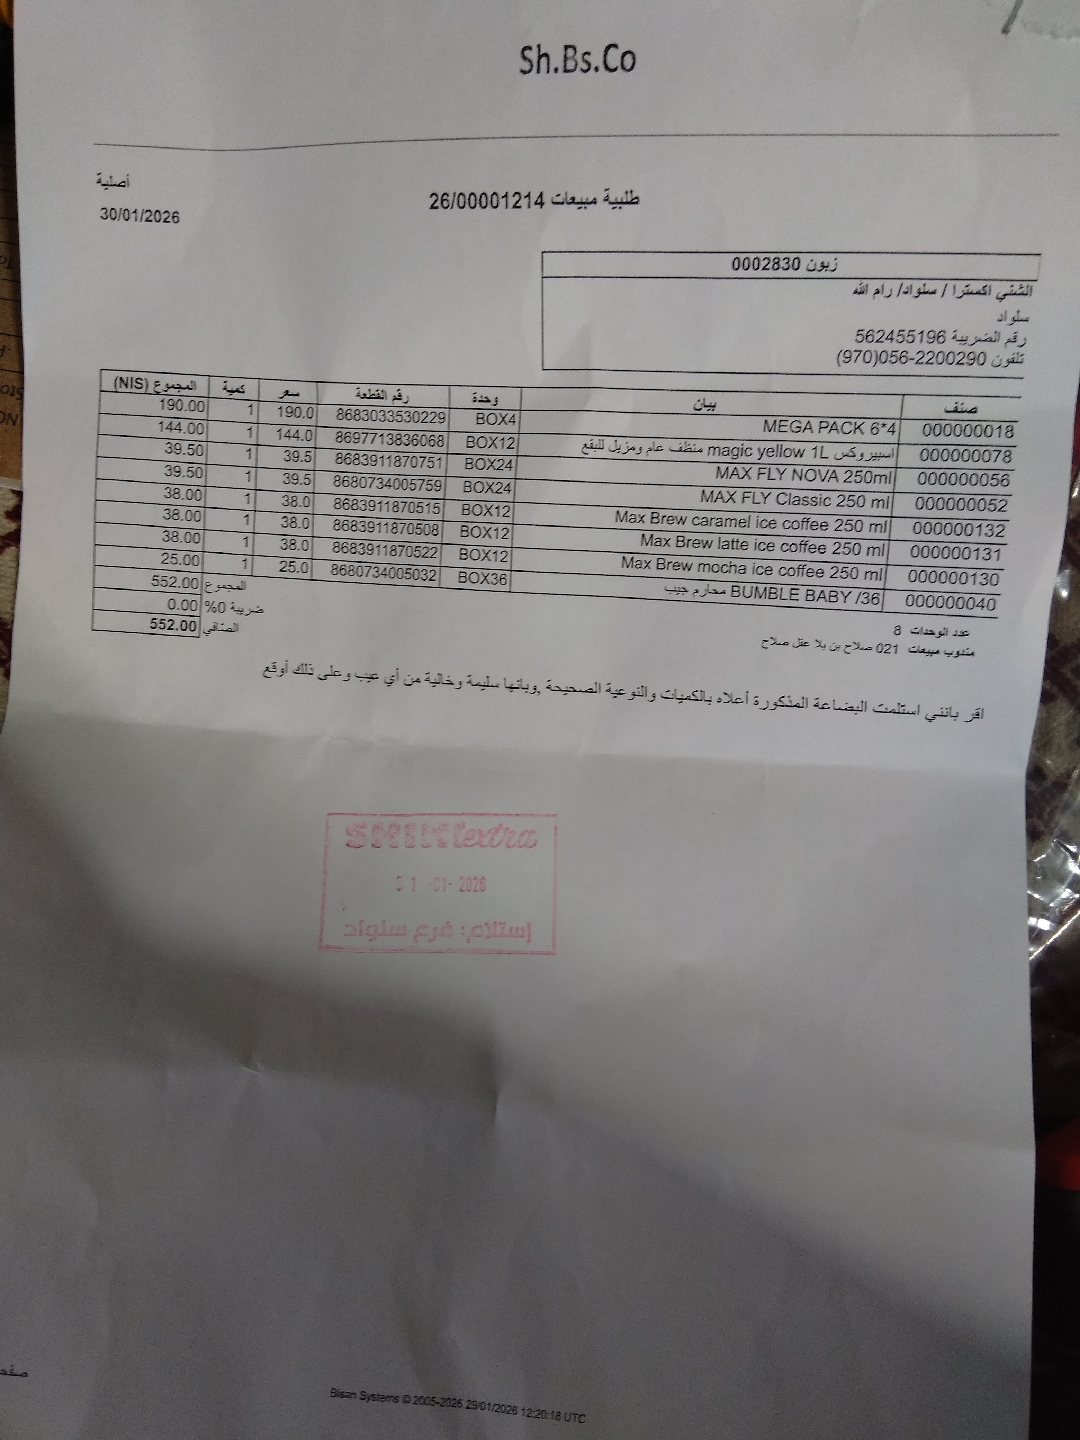 Sh.Bs.Co
أصلية
طلبية مبيعات 26/00001214
30/01/2026
زبون 0002830
الشني اكسترا / سلواد/ رام الله
سلواد
رقم الضريبة 562455196
تلفون 056-2200290(970)
صنف بيان وحدة رقم القطعة سعر كمية المجموع (NIS)
000000018 MEGA PACK 6*4 BOX4 8683033530229 190.0 1 190.00
000000078 اسبيروكس magic yellow 1L منظف عام ومزيل للبقع BOX12 8697713836068 144.0 1 144.00
000000056 MAX FLY NOVA 250ml BOX24 8683911870751 39.5 1 39.50
000000052 MAX FLY Classic 250 ml BOX24 8680734005759 39.5 1 39.50
000000132 Max Brew caramel ice coffee 250 ml BOX12 8683911870515 38.0 1 38.00
000000131 Max Brew latte ice coffee 250 ml BOX12 8683911870508 38.0 1 38.00
000000130 Max Brew mocha ice coffee 250 ml BOX12 8683911870522 38.0 1 38.00
000000040 BUMBLE BABY /36 محارم جيب BOX36 8680734005032 25.0 1 25.00
المجموع 552.00
ضريبة 0% 0.00
الصافي 552.00
عدد الوحدات 8
مندوب مبيعات 021 صلاح بن يلا عقل صلاح
اقر بانني استلمت البضاعة المذكورة أعلاه بالكميات والنوعية الصحيحة ,وبانها سليمة وخالية من أي عيب وعلى ذلك أوقع
extra
-01- 2026
إستلام: فرع سلواد
Bisan Systems © 2005-2026 29/01/2026 12:20:18 UTC